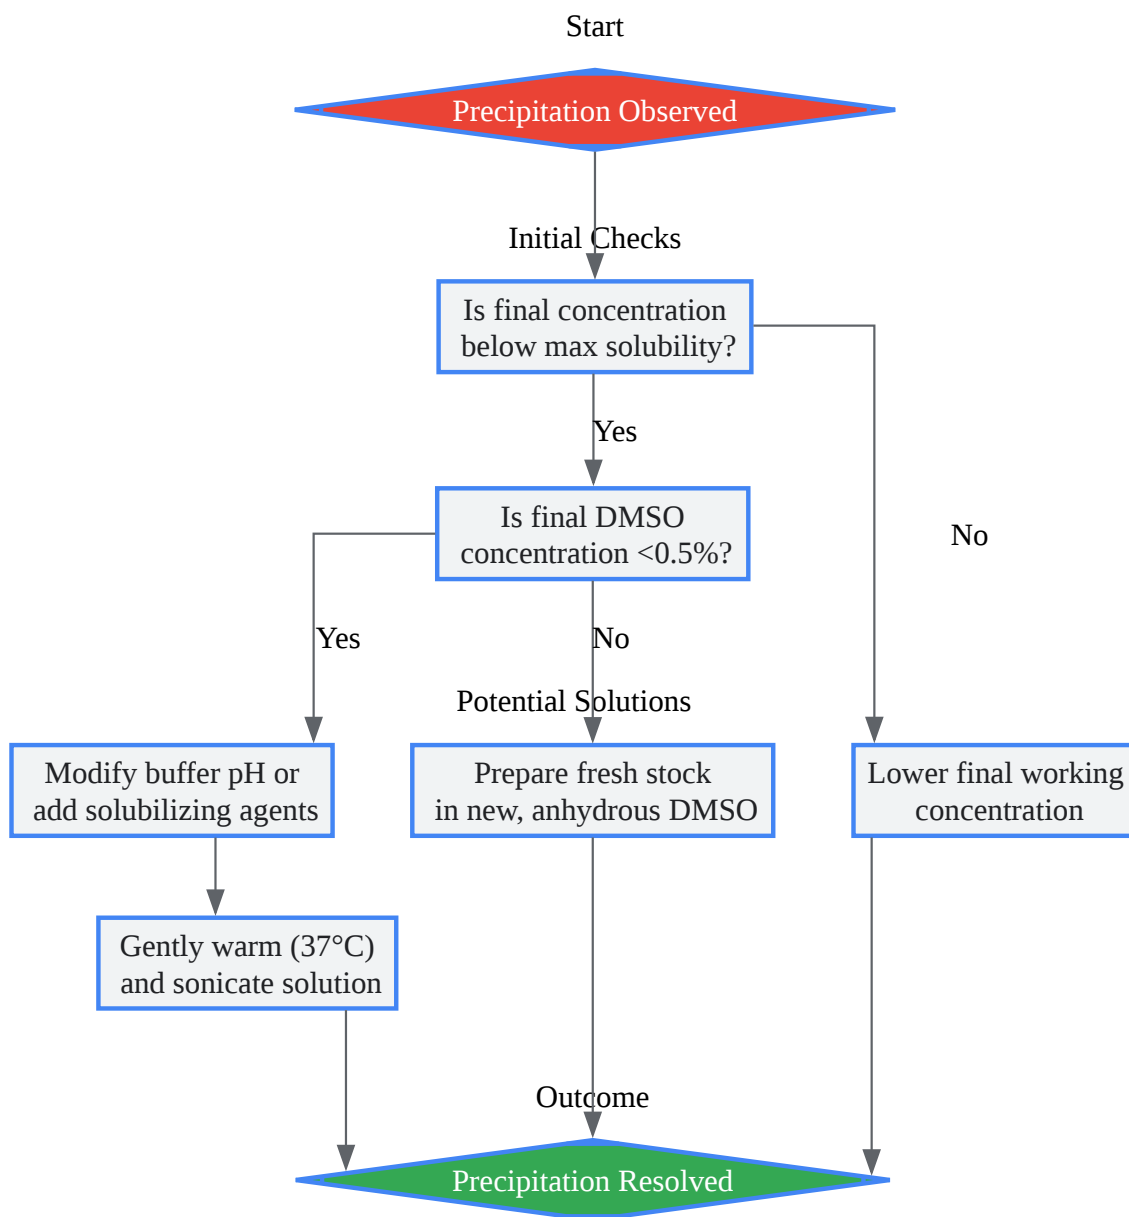 Start
Precipitation Observed
Initial Checks
Is final concentration
below max solubility?
Yes
Is final DMSO
concentration <0.5%?
No
Yes
No
Potential Solutions
Modify buffer pH or
add solubilizing agents
Prepare fresh stock
in new, anhydrous DMSO
Lower final working
concentration
Gently warm (37°C)
and sonicate solution
Outcome
Precipitation Resolved